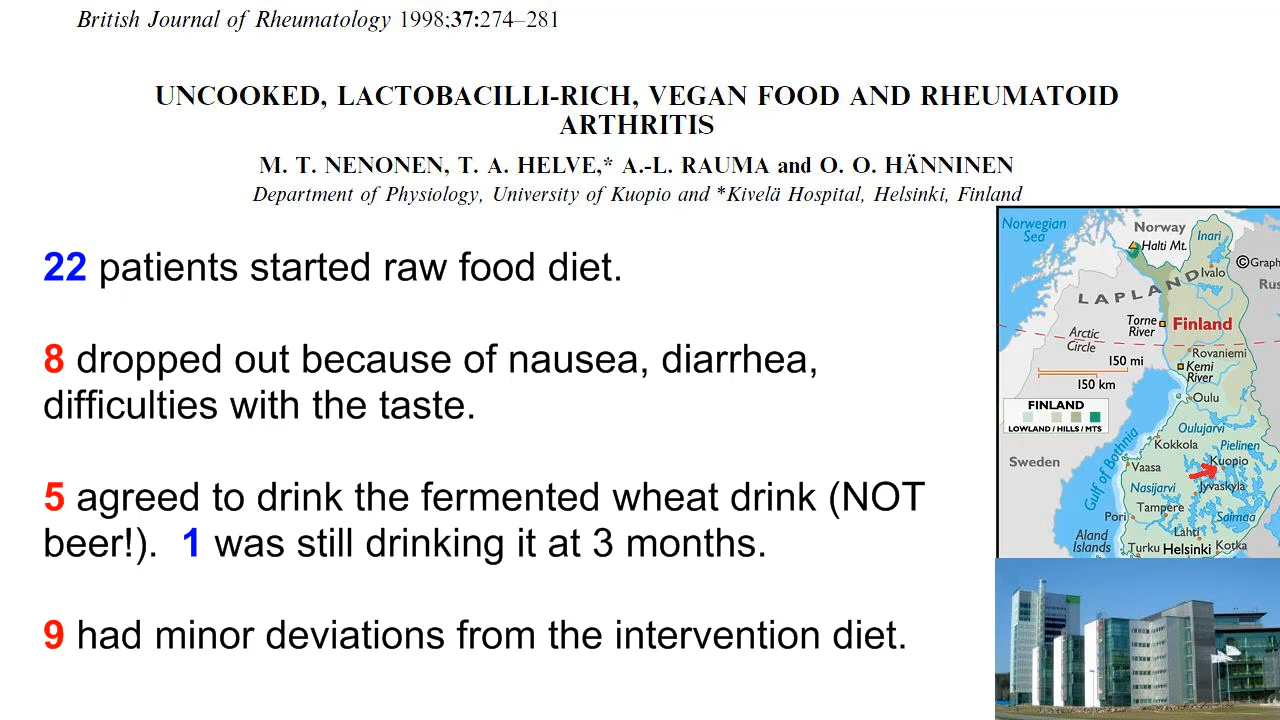 British Journal of Rheumatology 1998;37:274–281
UNCOOKED, LACTOBACILLI-RICH, VEGAN FOOD AND RHEUMATOID
ARTHRITIS
M. T. NENONEN, T. A. HELVE,* A.-L. RAUMA and O. O. HÄNNINEN
Department of Physiology, University of Kuopio and *Kivelä Hospital, Helsinki, Finland
22 patients started raw food diet.
8 dropped out because of nausea, diarrhea,
difficulties with the taste.
5 agreed to drink the fermented wheat drink (NOT
beer!). 1 was still drinking it at 3 months.
9 had minor deviations from the intervention diet.
Norwegian
Sea
Norway
Inari
Halti Mt.
©Graph
Ivalo
Rus
LAPLAND
Torne
River
Finland
Arctic
Circle
Rovaniemi
150 mi
Kemi
River
150 km
Oulu
FINLAND
LOWLAND / HILLS / MTS
Oulujarvi
Gulf of Bothnia
Kokkola
Pielinen
Sweden
Vaasa
Kuopio
Nasijarvi
Jyvaskyla
Tampere
Pori
Saimaa
Lahti
Aland
Islands
Turku
Helsinki
Kotka